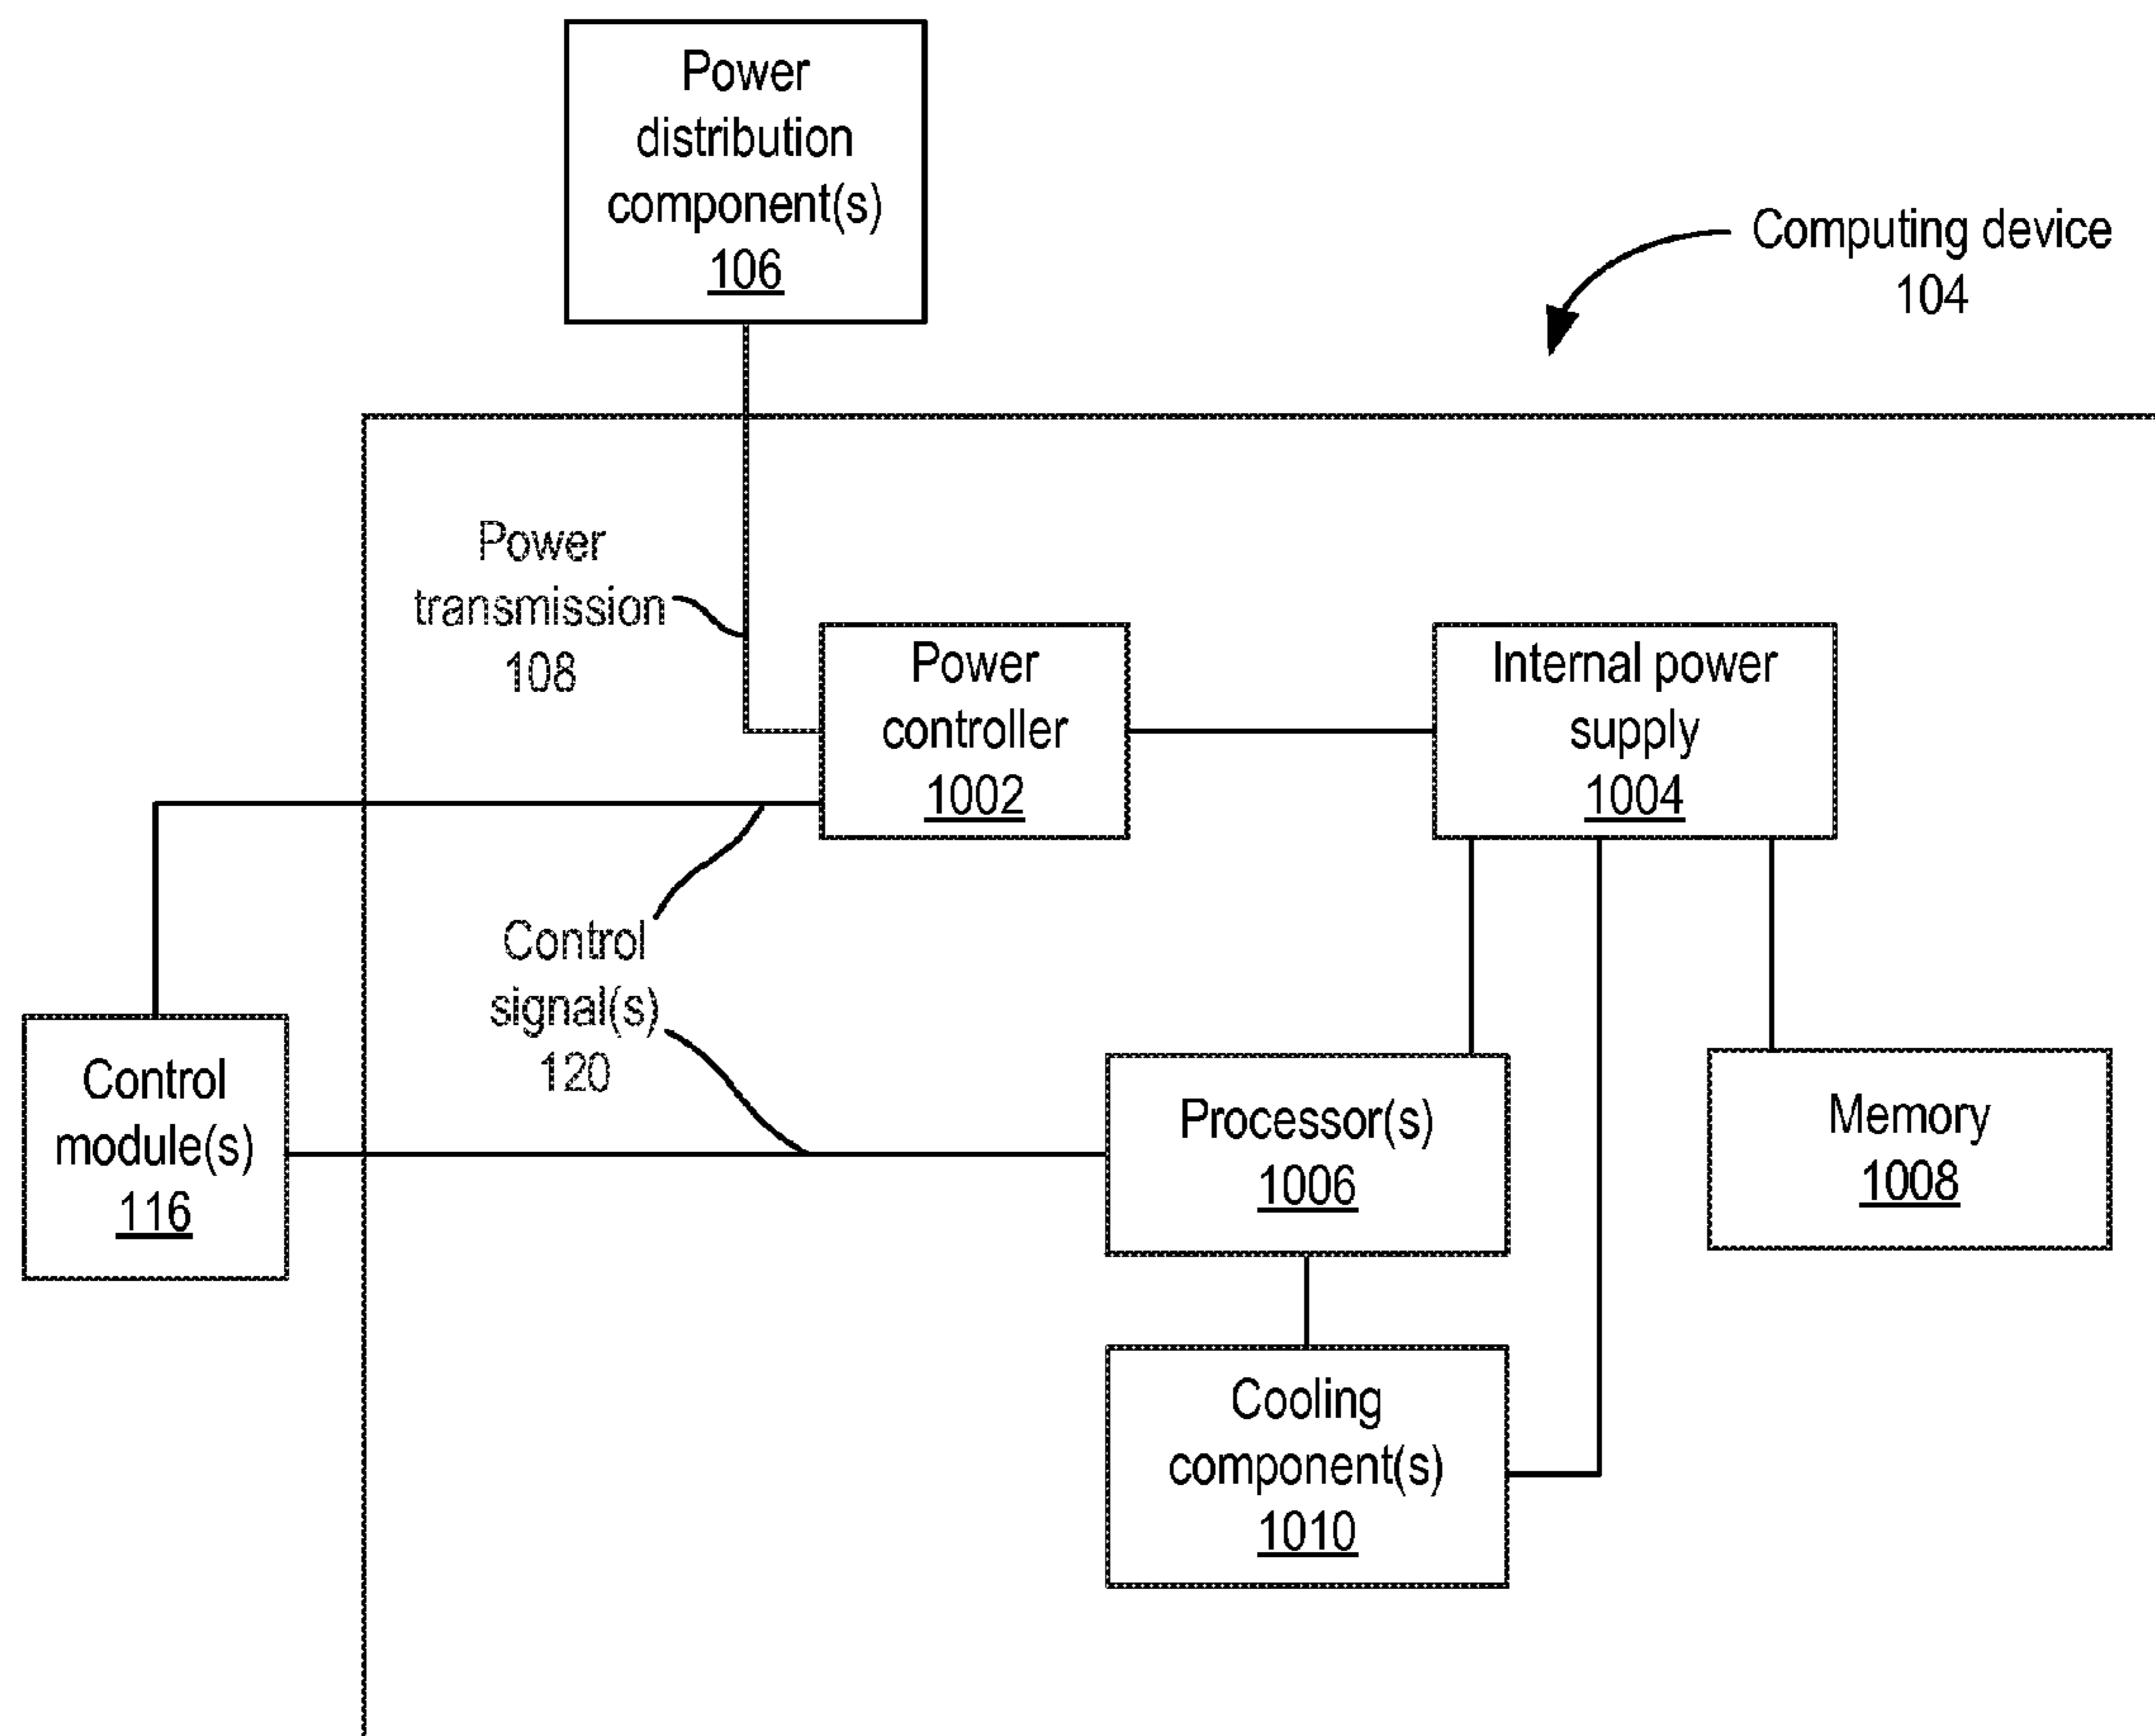 Power
distribution
component(s)
106
Computing device
104
Power
transmission
108
Power
controller
1002
Internal power
supply
1004
Control
signal(s)
120
Control
module(s)
116
Processor(s)
1006
Memory
1008
Cooling
component(s)
1010